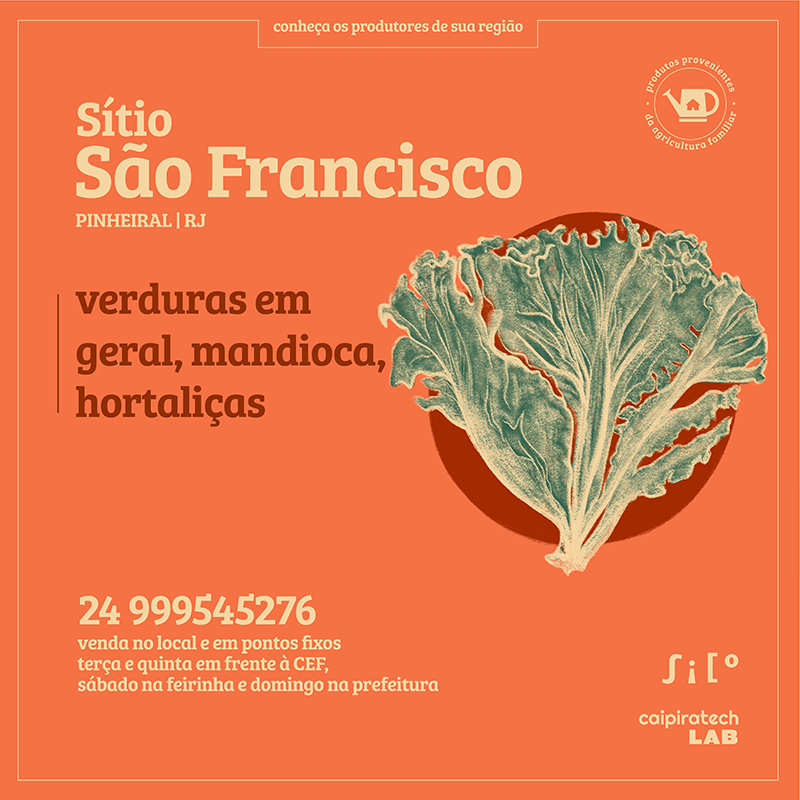 conheça os produtores de sua região
produtos provenientes
da agricultura familiar
Sítio
São Francisco
PINHEIRAL | RJ
verduras em
geral, mandioca,
hortaliças
24 999545276
venda no local e em pontos fixos
terça e quinta em frente à CEF,
sábado na feirinha e domingo na prefeitura
silo
caipiratech
LAB